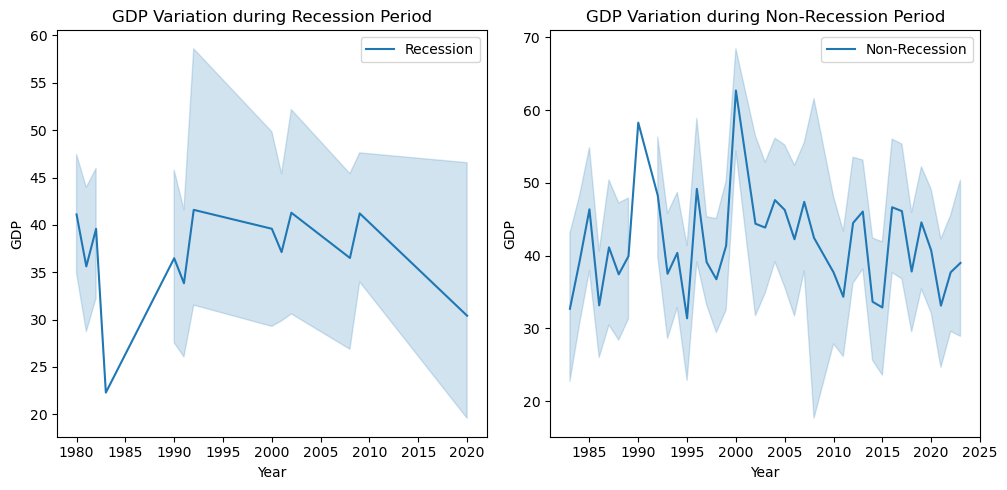 GDP Variation during Recession Period
Recession
60
55
50
45
40
35
30
25
20
GDP
1980 1985 1990 1995 2000 2005 2010 2015 2020
Year
GDP Variation during Non-Recession Period
Non-Recession
70
60
50
40
30
20
GDP
1985 1990 1995 2000 2005 2010 2015 2020 2025
Year